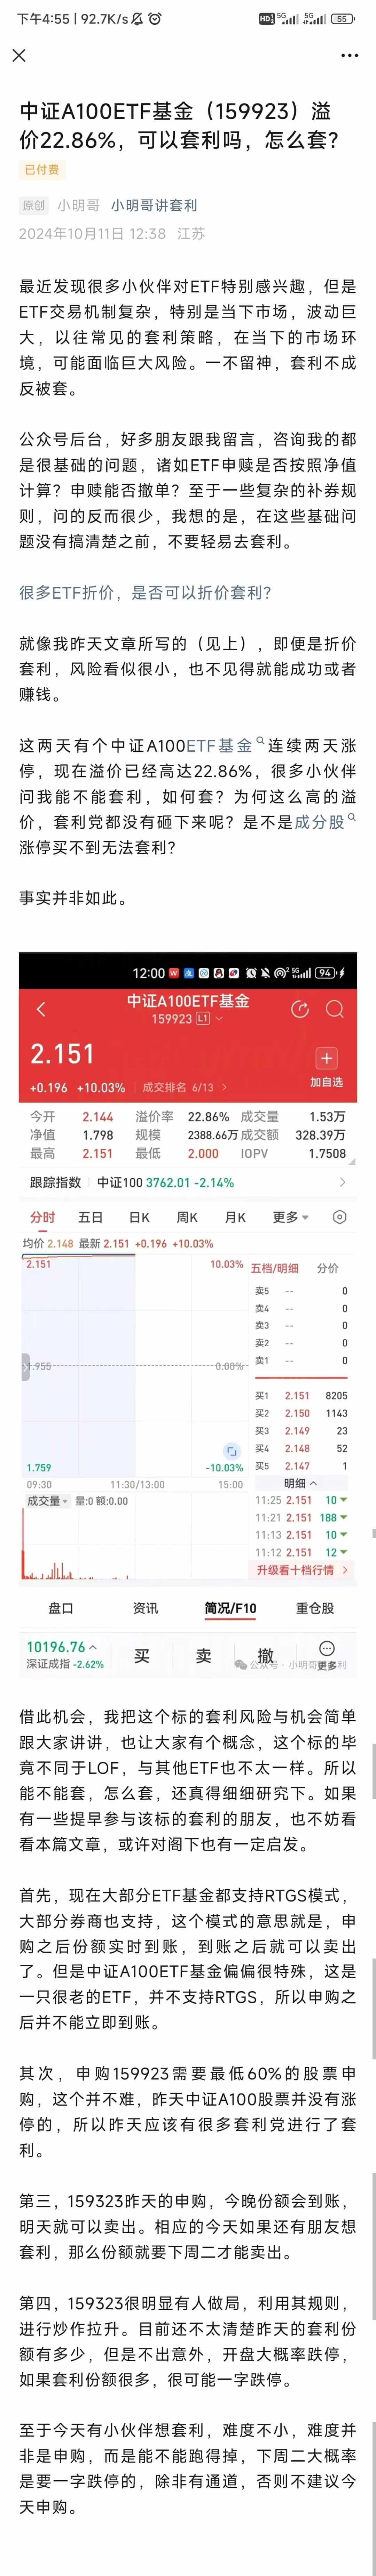 下午4:55 | 92.7K/s
HD 5G 5G 55
中证A100ETF基金（159923）溢
价22.86%，可以套利吗，怎么套？
已付费
原创 小明哥 小明哥讲套利
2024年10月11日 12:38 江苏
最近发现很多小伙伴对ETF特别感兴趣，但是
ETF交易机制复杂，特别是当下市场，波动巨
大，以往常见的套利策略，在当下的市场环
境，可能面临巨大风险。一不留神，套利不成
反被套。
公众号后台，好多朋友跟我留言，咨询我的都
是很基础的问题，诸如ETF申赎是否按照净值
计算？申赎能否撤单？至于一些复杂的补券规
则，问的反而很少，我想的是，在这些基础问
题没有搞清楚之前，不要轻易去套利。
很多ETF折价，是否可以折价套利？
就像我昨天文章所写的（见上），即便是折价
套利，风险看似很小，也不见得就能成功或者
赚钱。
这两天有个中证A100ETF基金连续两天涨
停，现在溢价已经高达22.86%，很多小伙伴
问我能不能套利，如何套？为何这么高的溢
价，套利党都没有砸下来呢？是不是成分股
涨停买不到无法套利？
事实并非如此。
12:00 5G 94
中证A100ETF基金
159923 L1
2.151
+0.196 +10.03% 成交排名 6/13
加自选
今开 2.144 溢价率 22.86% 成交量 1.53万
净值 1.798 规模 2388.66万 成交额 328.39万
最高 2.151 最低 2.000 IOPV 1.7508
跟踪指数 中证100 3762.01 -2.14%
分时 五日 日K 周K 月K 更多
均价 2.148 最新 2.151 +0.196 +10.03%
2.151 10.03%
五档/明细 分价
卖5 -- 0
卖4 -- 0
卖3 -- 0
卖2 -- 0
卖1 -- 0
1.955 0.00%
买1 2.151 8205
买2 2.150 1143
买3 2.149 23
买4 2.148 52
买5 2.147 1
1.759 -10.03%
09:30 11:30/13:00 15:00
明细
成交量 量:0 额:0.00
11:25 2.151 10
11:21 2.151 188
11:13 2.151 10
11:12 2.151 12
升级看十档行情
盘口 资讯 简况/F10 重仓股
10196.76
深证成指 -2.62%
买 卖 撤 更多
公众号 · 小明哥
借此机会，我把这个标的套利风险与机会简单
跟大家讲讲，也让大家有个概念，这个标的毕
竟不同于LOF，与其他ETF也不太一样。所以
能不能套，怎么套，还真得细细研究下。如果
有一些提早参与该标的套利的朋友，也不妨看
看本篇文章，或许对阁下也有一定启发。
首先，现在大部分ETF基金都支持RTGS模式，
大部分券商也支持，这个模式的意思就是，申
购之后份额实时到账，到账之后就可以卖出
了。但是中证A100ETF基金偏偏很特殊，这是
一只很老的ETF，并不支持RTGS，所以申购之
后并不能立即到账。
其次，申购159923需要最低60%的股票申
购，这个并不难，昨天中证A100股票并没有涨
停的，所以昨天应该有很多套利党进行了套
利。
第三，159323昨天的申购，今晚份额会到账，
明天就可以卖出。相应的今天如果还有朋友想
套利，那么份额就要下周二才能卖出。
第四，159323很明显有人做局，利用其规则，
进行炒作拉升。目前还不太清楚昨天的套利份
额有多少，但是不出意外，开盘大概率跌停，
如果套利份额很多，很可能一字跌停。
至于今天有小伙伴想套利，难度不小，难度并
非是申购，而是能不能跑得掉，下周二大概率
是要一字跌停的，除非有通道，否则不建议今
天申购。